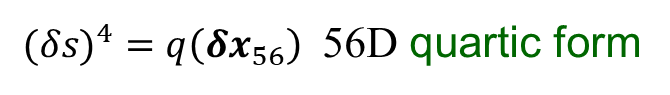 (δs)⁴ = q(δx₅₆) 56D quartic form